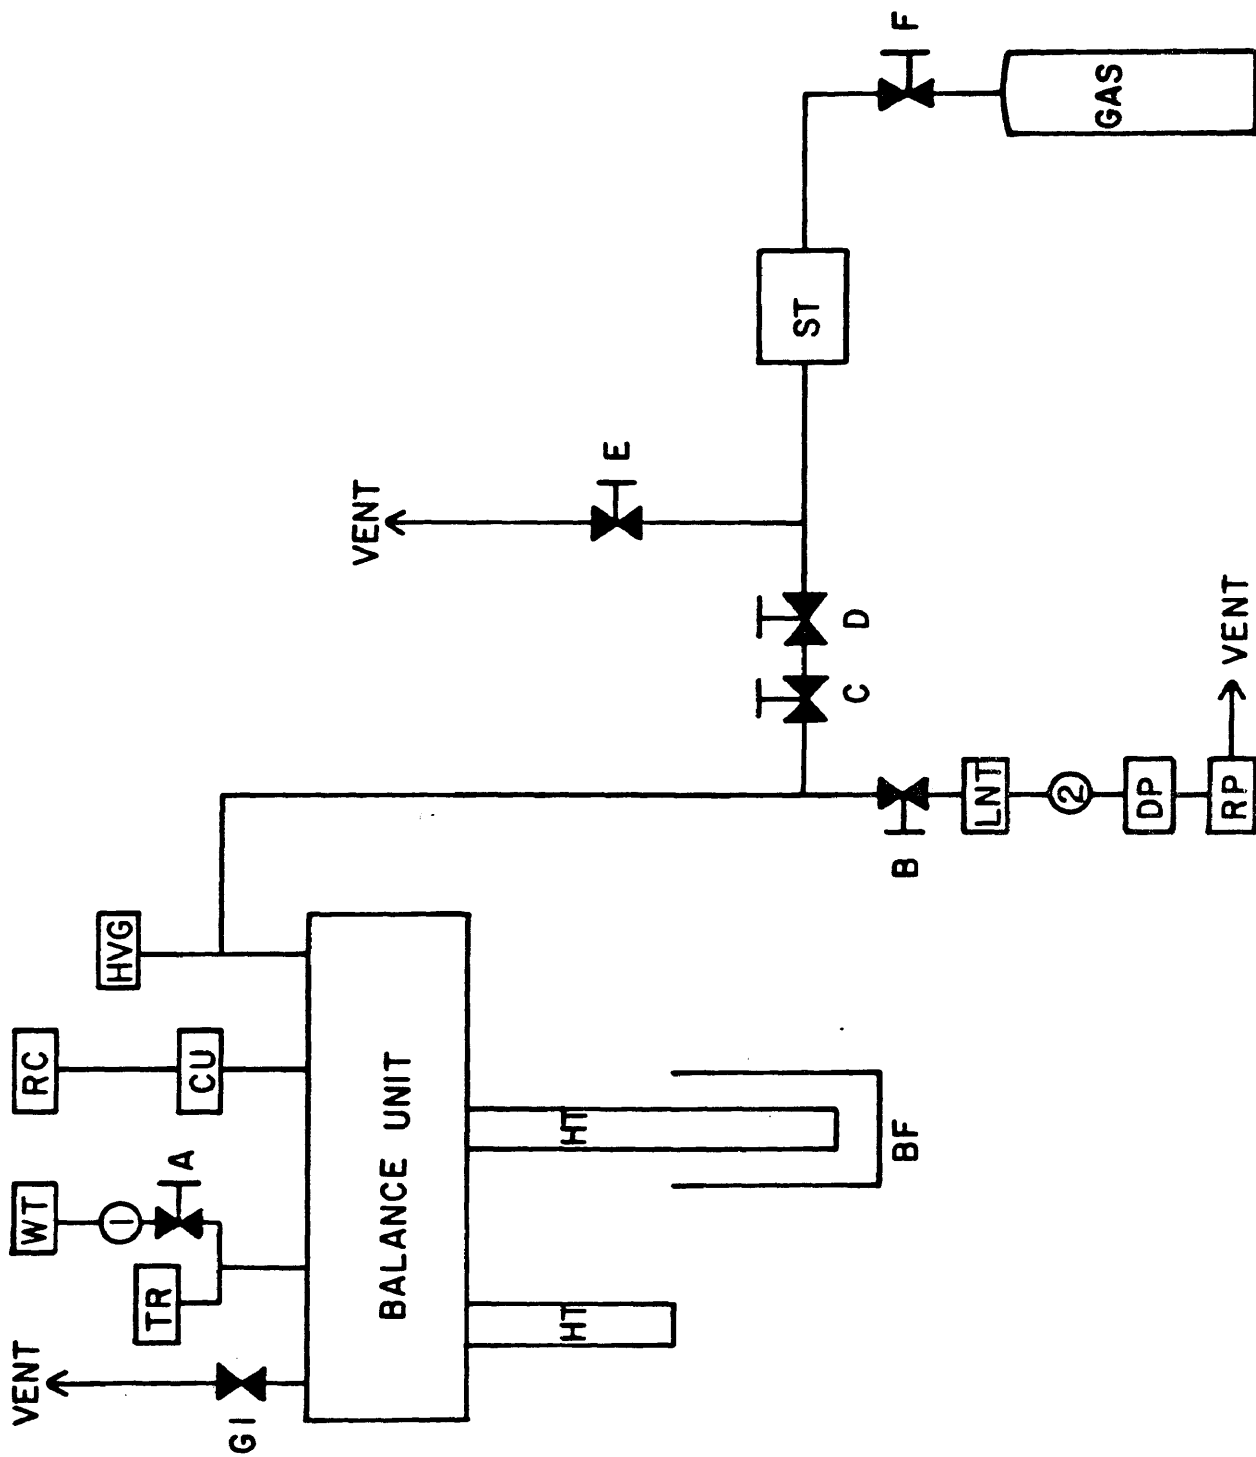 VENT
GI
TR
WT
1
A
RC
CU
HVG
BALANCE UNIT
HT
HT
BF
VENT
E
ST
F
GAS
D
C
B
LNT
2
DP
RP
VENT